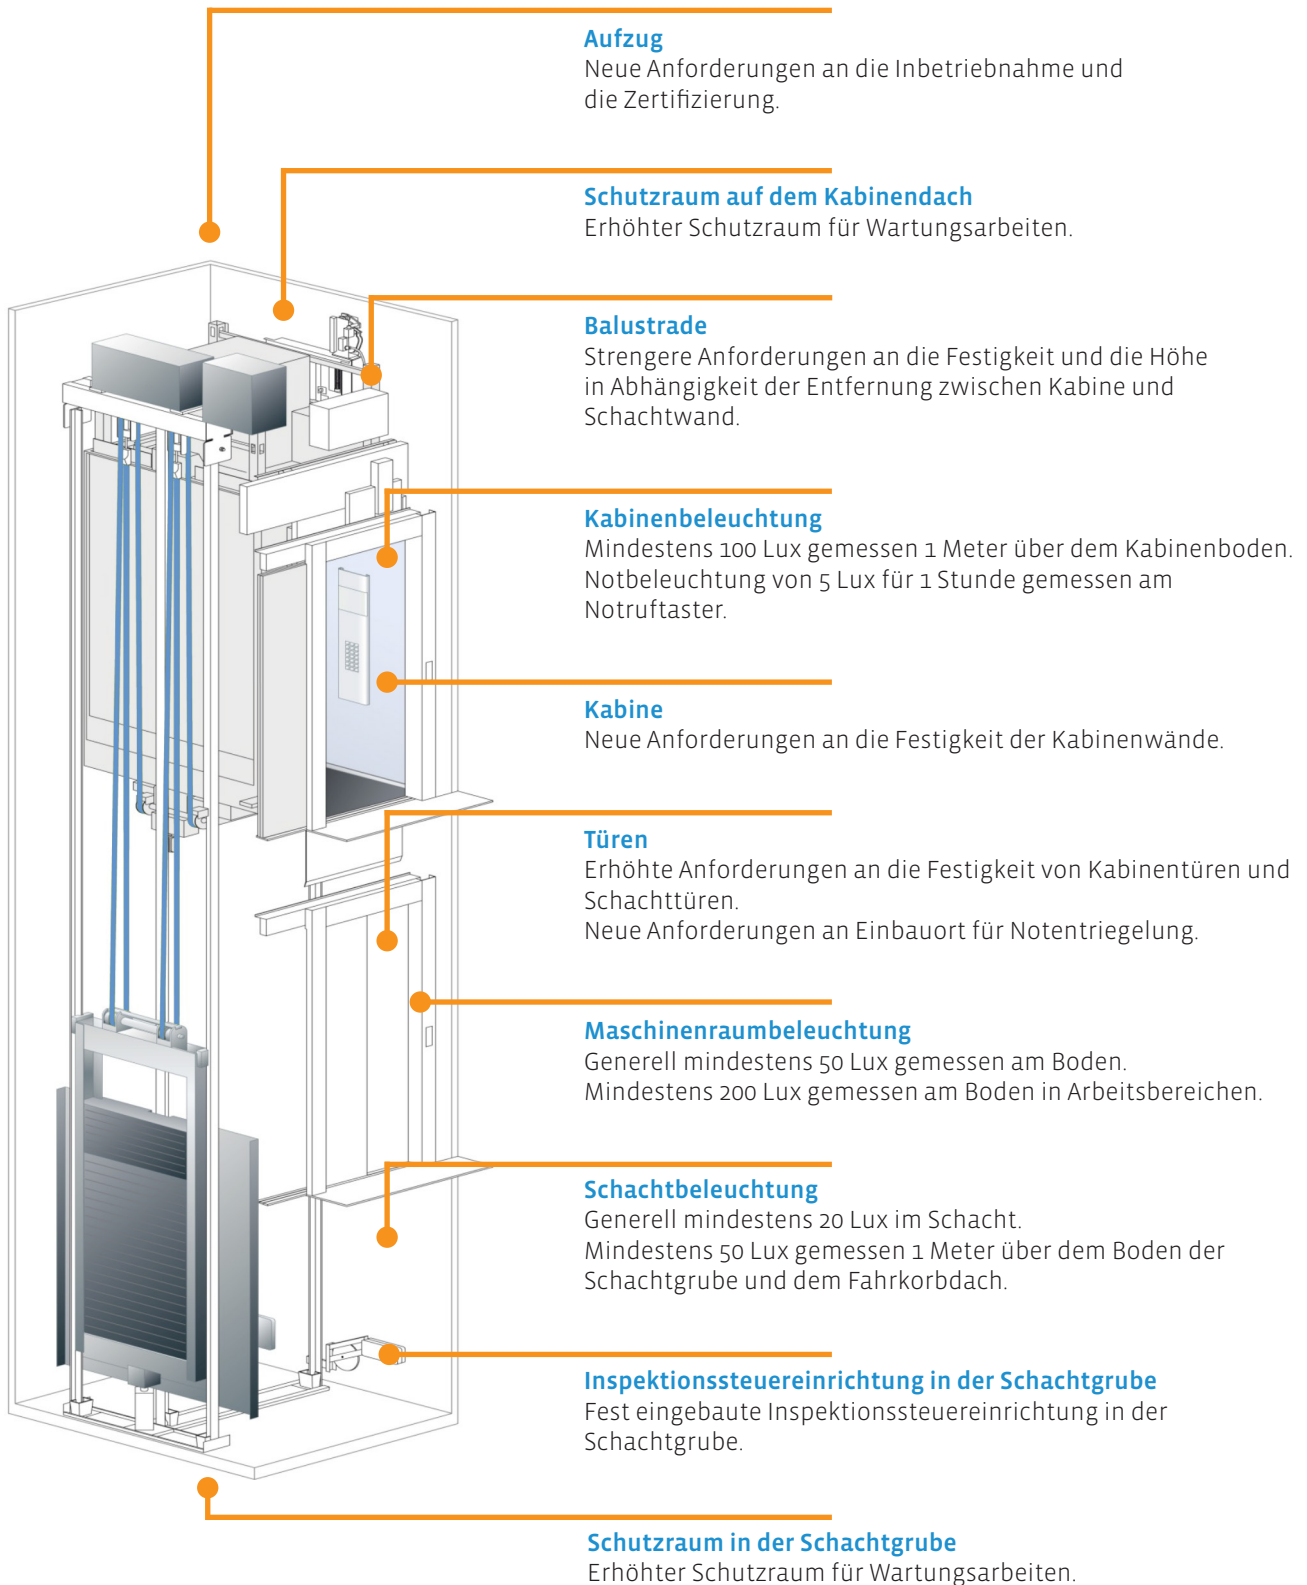 Aufzug
Neue Anforderungen an die Inbetriebnahme und
die Zertifizierung.
Schutzraum auf dem Kabinendach
Erhöhter Schutzraum für Wartungsarbeiten.
Balustrade
Strengere Anforderungen an die Festigkeit und die Höhe
in Abhängigkeit der Entfernung zwischen Kabine und
Schachtwand.
Kabinenbeleuchtung
Mindestens 100 Lux gemessen 1 Meter über dem Kabinenboden.
Notbeleuchtung von 5 Lux für 1 Stunde gemessen am
Notruftaster.
Kabine
Neue Anforderungen an die Festigkeit der Kabinenwände.
Türen
Erhöhte Anforderungen an die Festigkeit von Kabinentüren und
Schachttüren.
Neue Anforderungen an Einbauort für Notentriegelung.
Maschinenraumbeleuchtung
Generell mindestens 50 Lux gemessen am Boden.
Mindestens 200 Lux gemessen am Boden in Arbeitsbereichen.
Schachtbeleuchtung
Generell mindestens 20 Lux im Schacht.
Mindestens 50 Lux gemessen 1 Meter über dem Boden der
Schachtgrube und dem Fahrkorbdach.
Inspektionssteuereinrichtung in der Schachtgrube
Fest eingebaute Inspektionssteuereinrichtung in der
Schachtgrube.
Schutzraum in der Schachtgrube
Erhöhter Schutzraum für Wartungsarbeiten.